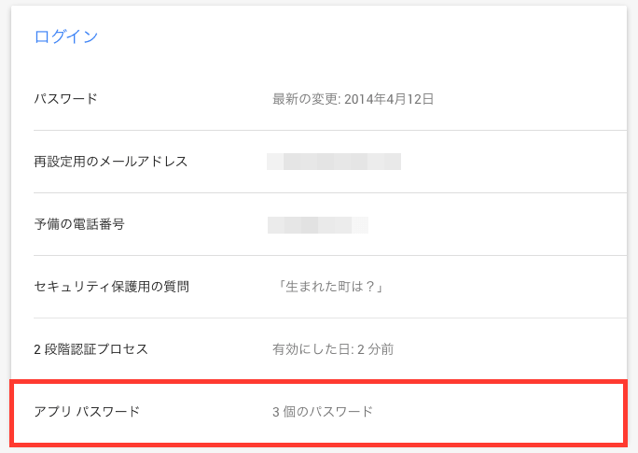 ログイン
パスワード 最新の変更: 2014年4月12日
再設定用のメールアドレス
予備の電話番号
セキュリティ保護用の質問 「生まれた町は？」
2 段階認証プロセス 有効にした日: 2 分前
アプリ パスワード 3 個のパスワード